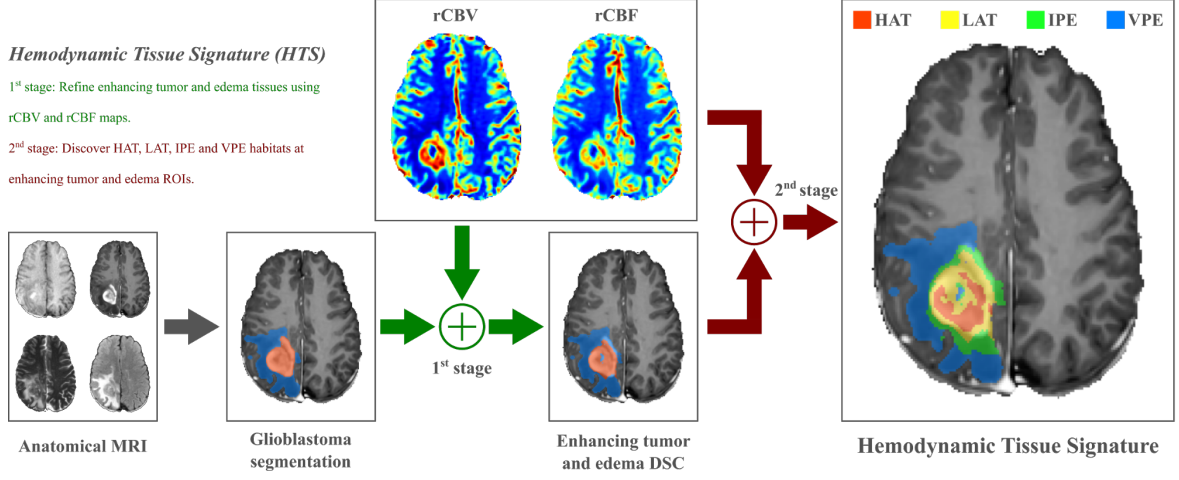 Hemodynamic Tissue Signature (HTS)
1st stage: Refine enhancing tumor and edema tissues using
rCBV and rCBF maps.
2nd stage: Discover HAT, LAT, IPE and VPE habitats at
enhancing tumor and edema ROIs.
rCBV
rCBF
HAT
LAT
IPE
VPE
2nd stage
1st stage
Anatomical MRI
Glioblastoma
segmentation
Enhancing tumor
and edema DSC
Hemodynamic Tissue Signature